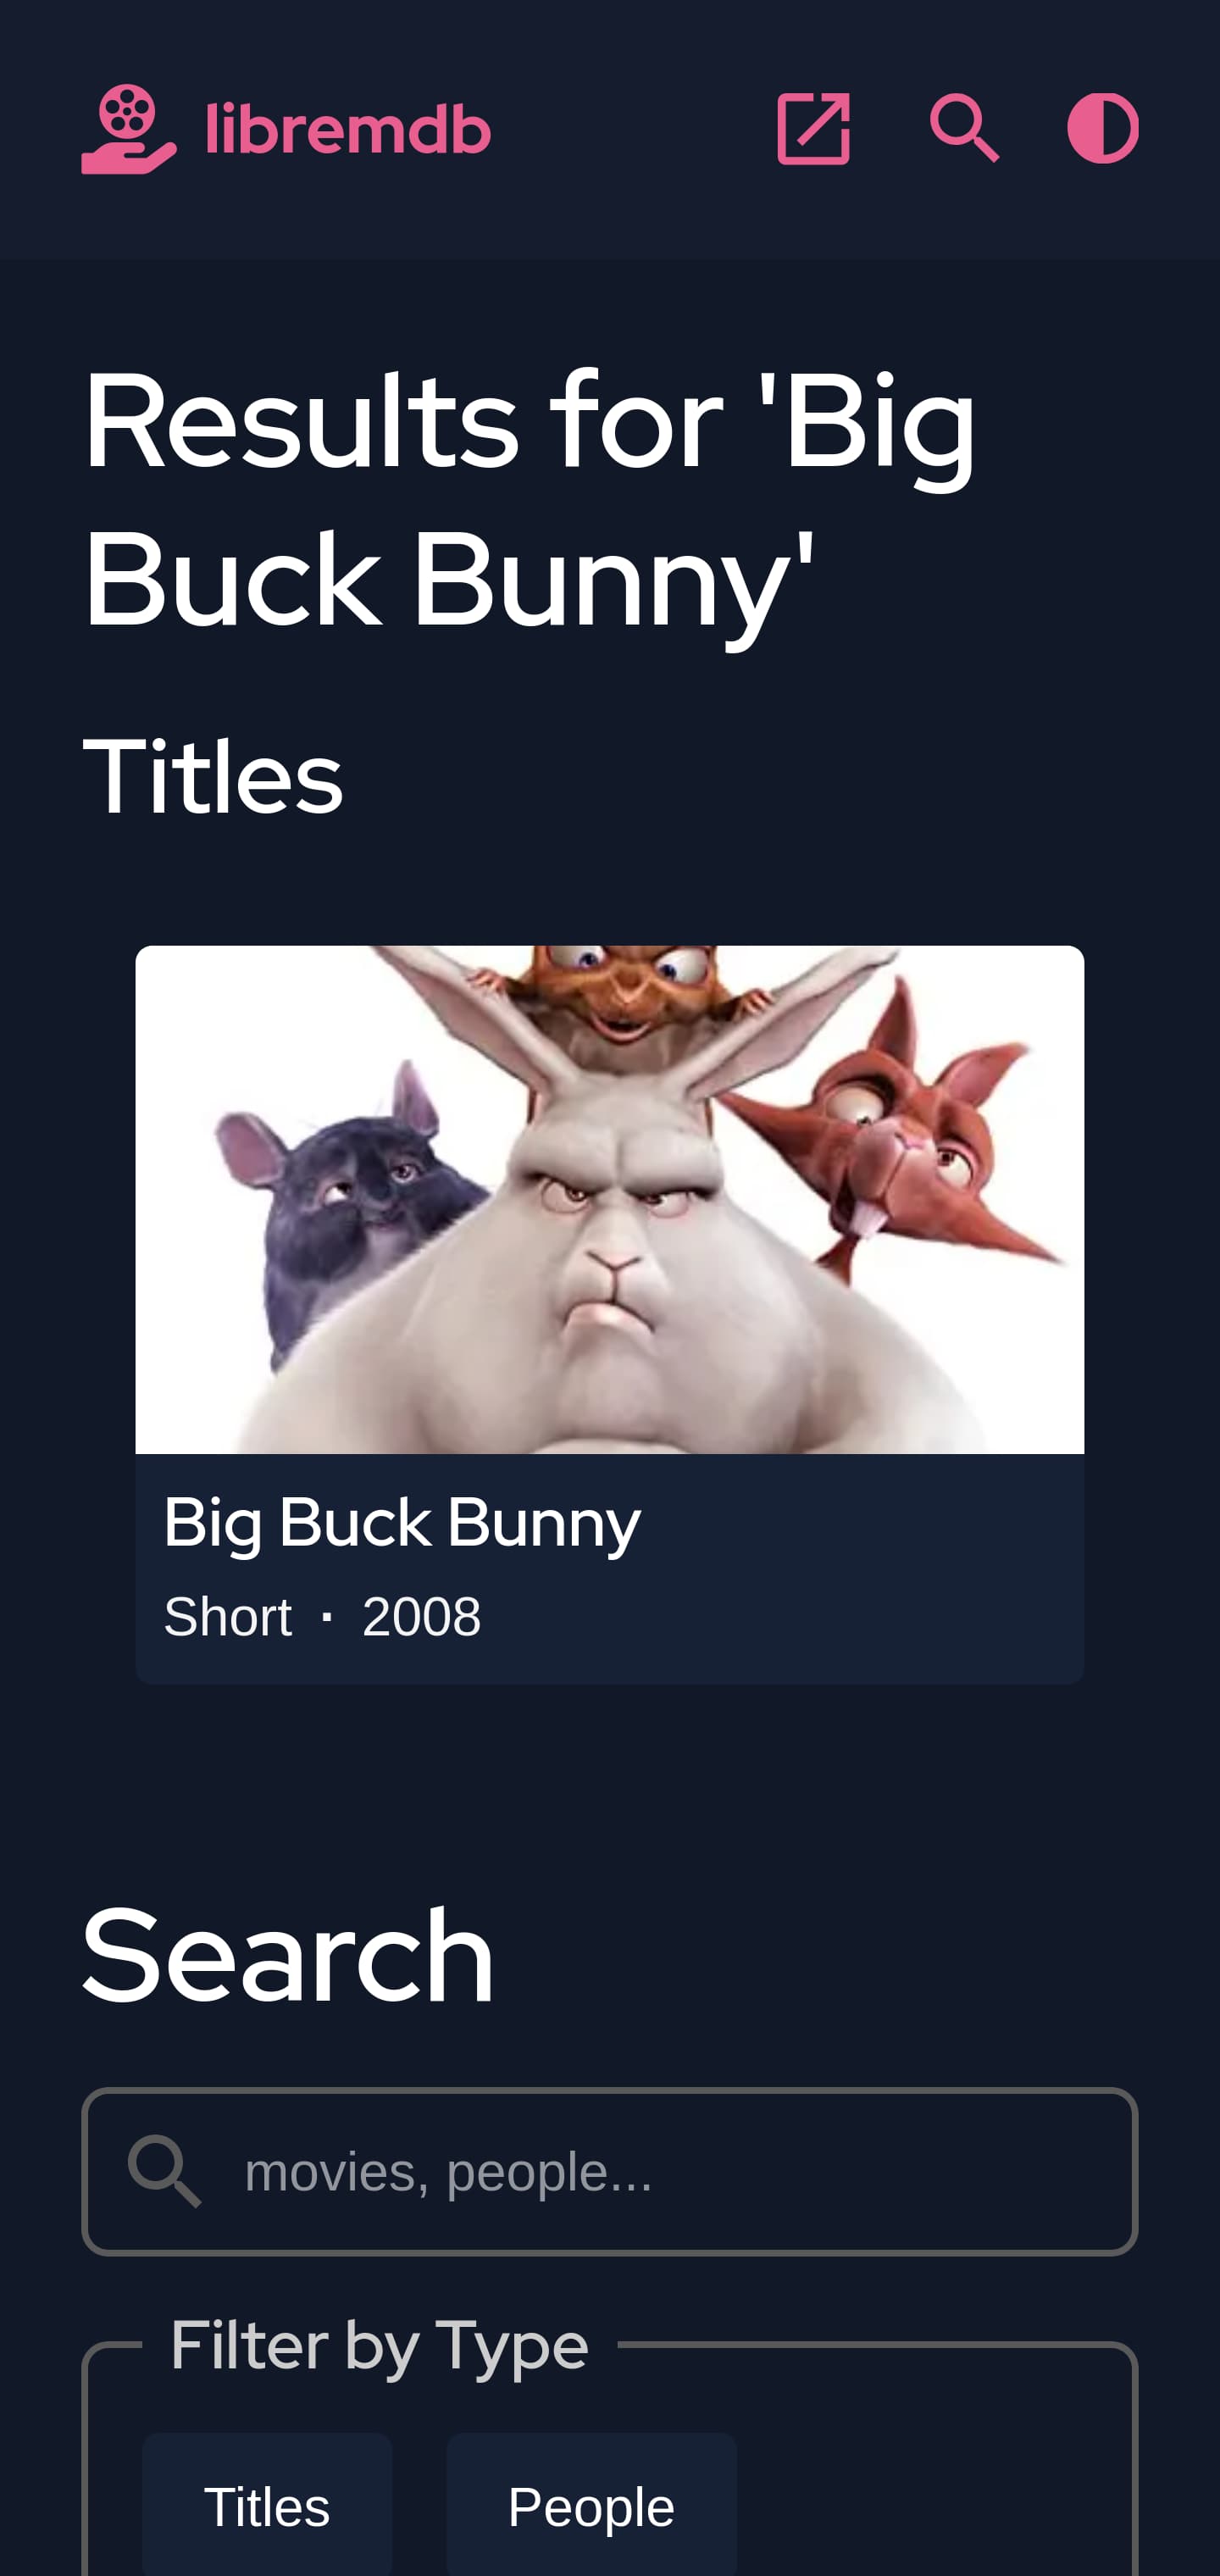 libremdb
Results for 'Big
Buck Bunny'
Titles
Big Buck Bunny
Short · 2008
Search
movies, people...
Filter by Type
Titles
People